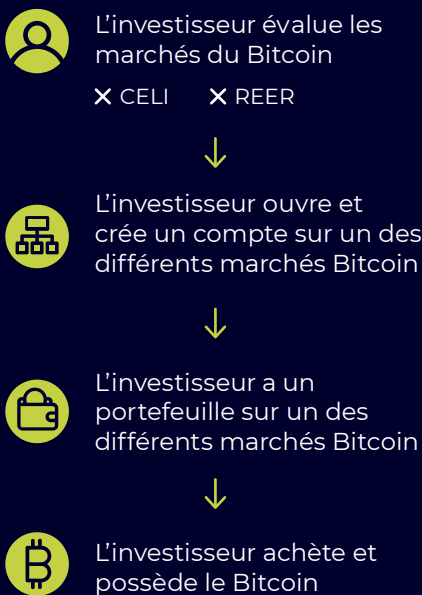 L’investisseur évalue les
marchés du Bitcoin
✕ CELI ✕ REER
L’investisseur ouvre et
crée un compte sur un des
différents marchés Bitcoin
L’investisseur a un
portefeuille sur un des
différents marchés Bitcoin
L’investisseur achète et
possède le Bitcoin